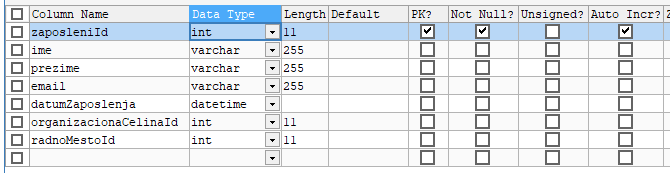 Column Name Data Type Length Default PK? Not Null? Unsigned? Auto Incr? Z
zaposleniId int 11
ime varchar 255
prezime varchar 255
email varchar 255
datumZaposlenja datetime
organizacionaCelinaId int 11
radnoMestoId int 11